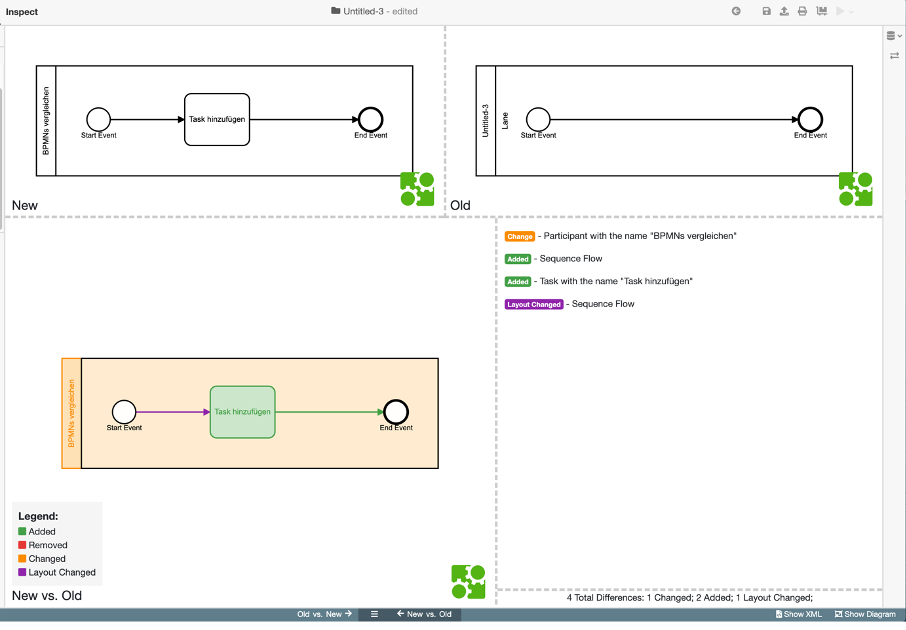 Inspect
Untitled-3 - edited
BPMNs vergleichen
Start Event
Task hinzufügen
End Event
New
Untitled-3
Lane
Start Event
End Event
Old
Change - Participant with the name "BPMNs vergleichen"
Added - Sequence Flow
Added - Task with the name "Task hinzufügen"
Layout Changed - Sequence Flow
BPMNs vergleichen
Start Event
Task hinzufügen
End Event
Legend:
Added
Removed
Changed
Layout Changed
New vs. Old
4 Total Differences: 1 Changed; 2 Added; 1 Layout Changed;
Old vs. New
New vs. Old
Show XML
Show Diagram